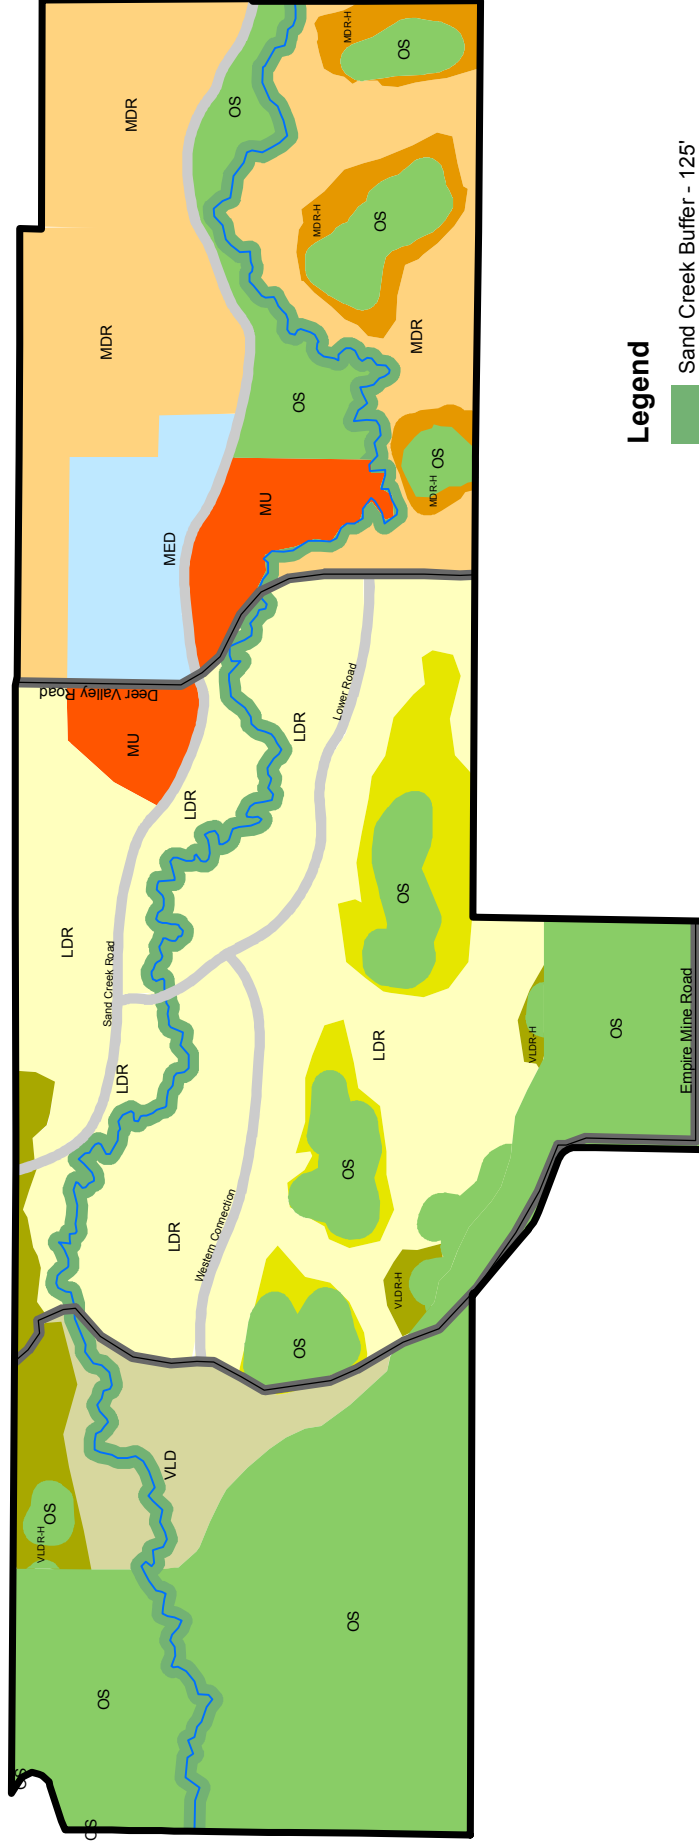 MDR-H
OS
MDR
OS
MDR-H
OS
MDR
MDR
Legend
Sand Creek Buffer - 125'
OS
MDR-H
OS
MU
MED
Deer Valley Road
Lower Road
LDR
MU
LDR
OS
LDR
Sand Creek Road
Empire Mine Road
OS
VLDR-H
LDR
LDR
OS
LDR
Western Connection
VLDR-H
OS
VLD
OS
VLDR-H
OS
OS
OS
OS